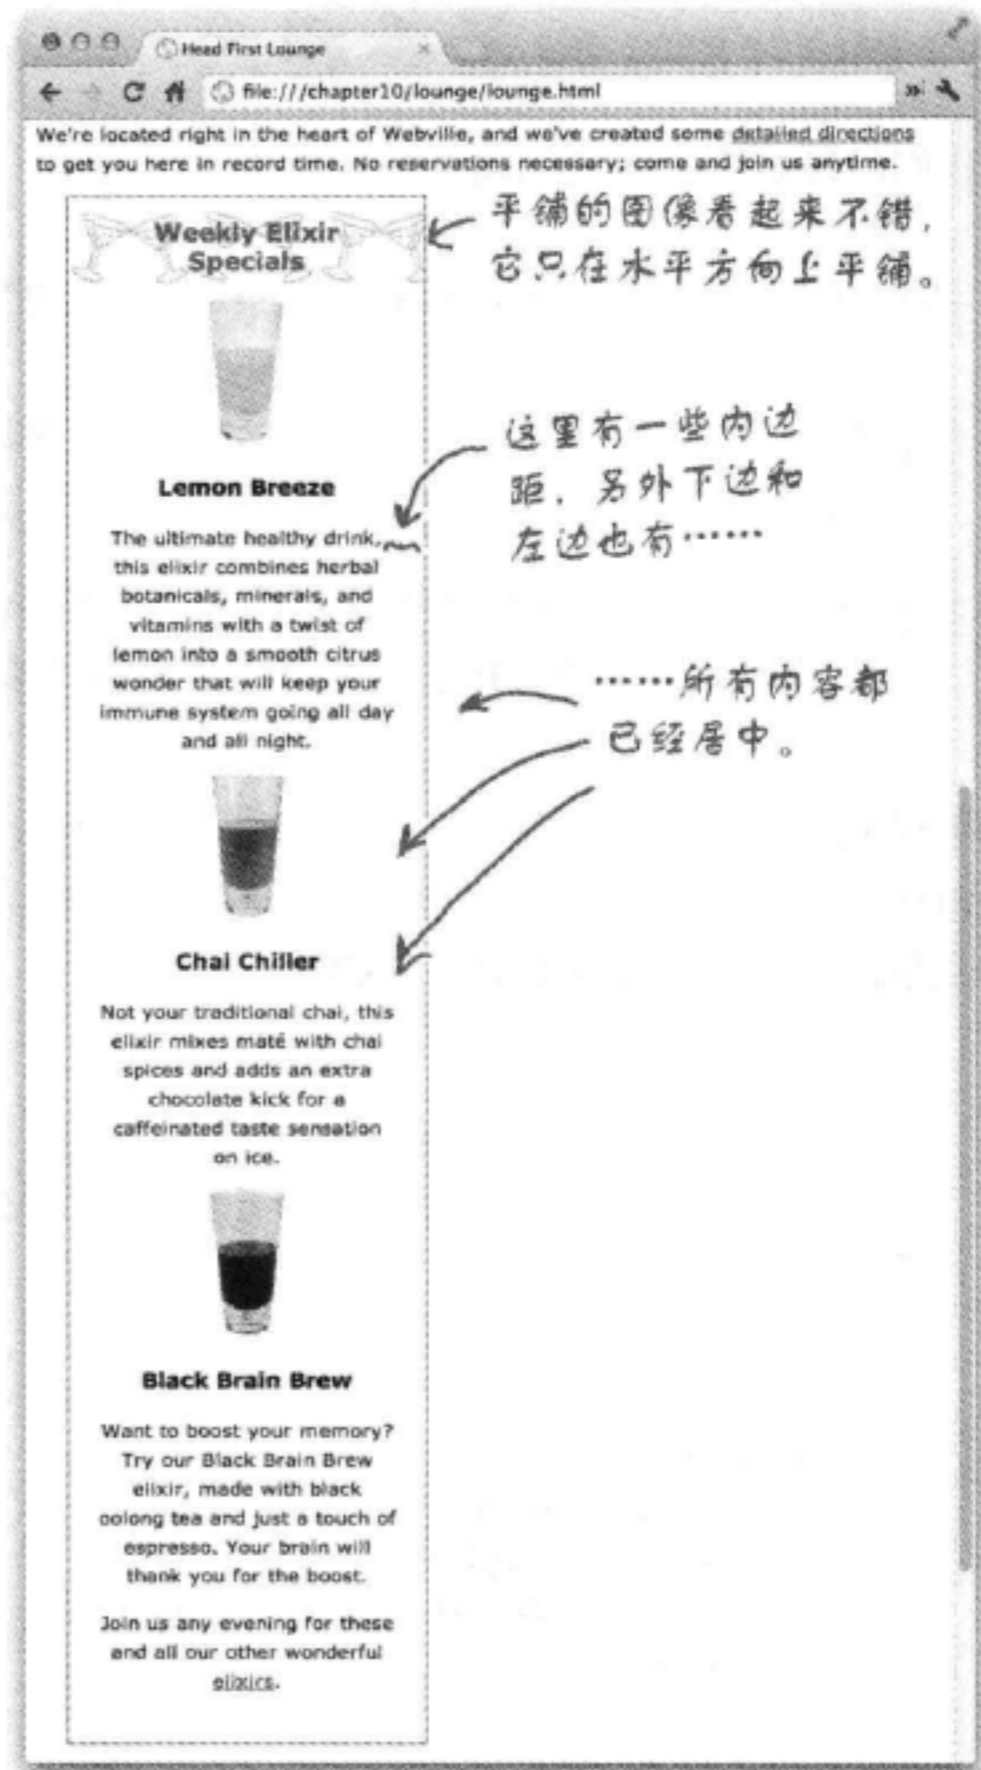 Head First Lounge
file:///chapter10/lounge/lounge.html
We're located right in the heart of Webville, and we've created some detailed directions
to get you here in record time. No reservations necessary; come and join us anytime.
Weekly Elixir
Specials
平铺的图像看起来不错,
它只在水平方向上平铺。
Lemon Breeze
The ultimate healthy drink,
this elixir combines herbal
botanicals, minerals, and
vitamins with a twist of
lemon into a smooth citrus
wonder that will keep your
immune system going all day
and all night.
这里有一些内边
距. 另外下边和
左边也有……
……所有内容都
已经居中。
Chai Chiller
Not your traditional chai, this
elixir mixes maté with chai
spices and adds an extra
chocolate kick for a
caffeinated taste sensation
on ice.
Black Brain Brew
Want to boost your memory?
Try our Black Brain Brew
elixir, made with black
oolong tea and just a touch of
espresso. Your brain will
thank you for the boost.
Join us any evening for these
and all our other wonderful
elixirs.